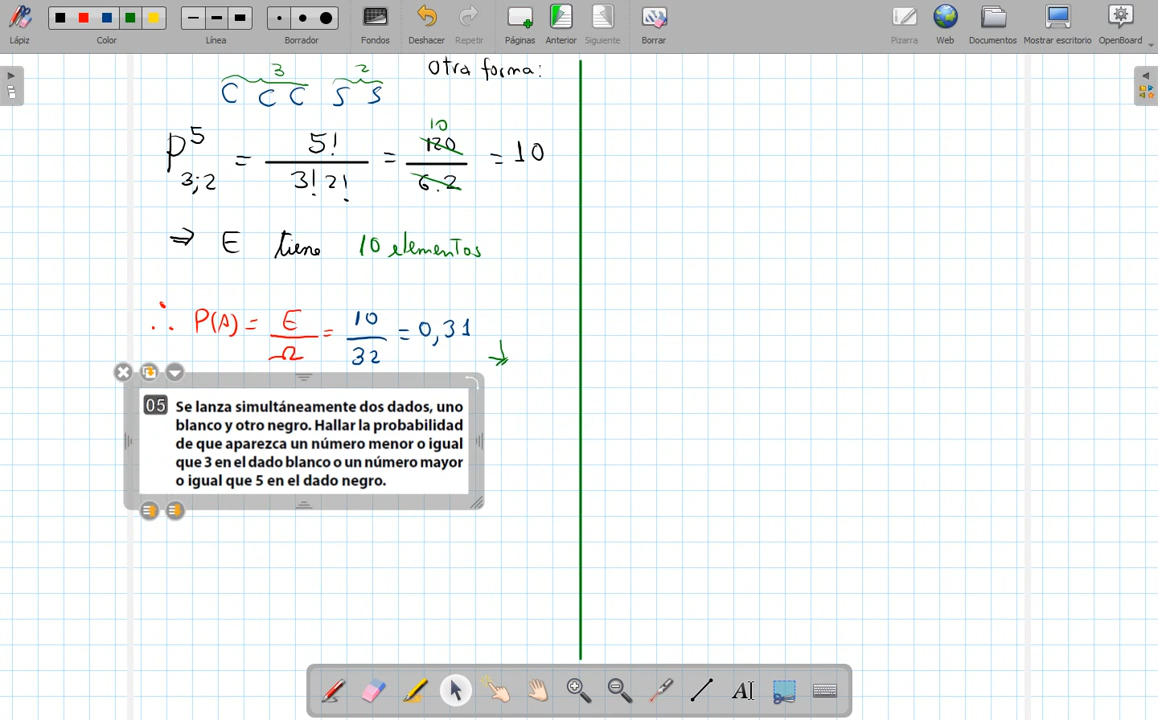 Lápiz
Color
Línea
Borrador
Fondos
Deshacer
Repetir
Páginas
Anterior
Siguiente
Borrar
Pizarra
Web
Documentos
Mostrar escritorio
OpenBoard
3 2
C C C S S
Otra forma:
P 5 3;2 = 5! / 3! 2! = 10 120 / 6.2 = 10
⇒ E tiene 10 elementos
∴ P(A) = E / Ω = 10 / 32 = 0,31
05 Se lanza simultáneamente dos dados, uno
blanco y otro negro. Hallar la probabilidad
de que aparezca un número menor o igual
que 3 en el dado blanco o un número mayor
o igual que 5 en el dado negro.